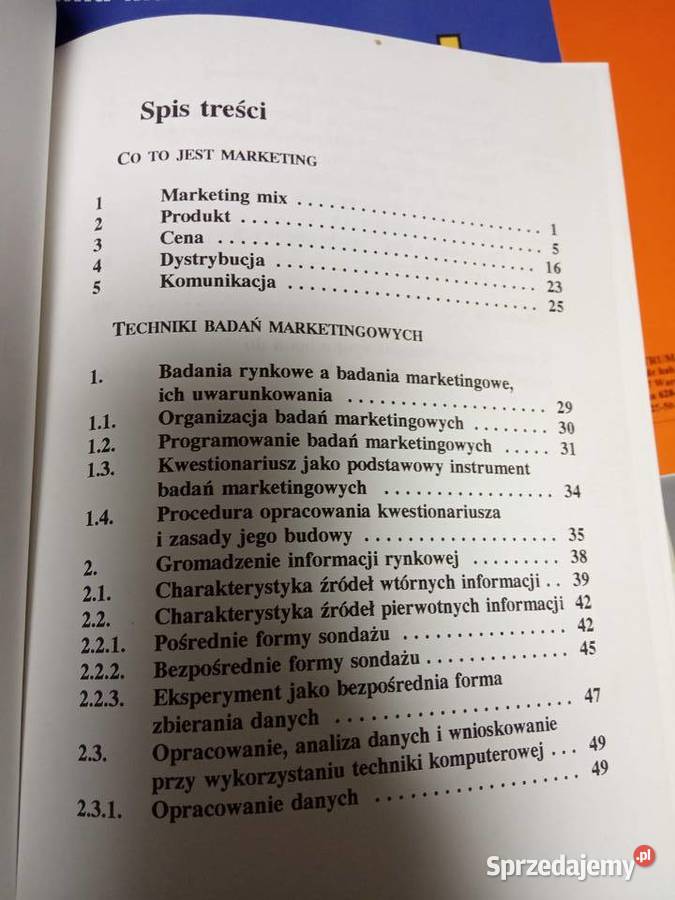 Spis treści
CO TO JEST MARKETING
1 Marketing mix . . . . . . . . . . . . . . . . . . . . . . . . 1
2 Produkt . . . . . . . . . . . . . . . . . . . . . . . . . . . . . 5
3 Cena . . . . . . . . . . . . . . . . . . . . . . . . . . . . . . 16
4 Dystrybucja . . . . . . . . . . . . . . . . . . . . . . . . . 23
5 Komunikacja . . . . . . . . . . . . . . . . . . . . . . . . 25
TECHNIKI BADAŃ MARKETINGOWYCH
1. Badania rynkowe a badania marketingowe,
ich uwarunkowania . . . . . . . . . . . . . . . . . . 29
1.1. Organizacja badań marketingowych . . . . . . . . 30
1.2. Programowanie badań marketingowych . . . . . 31
1.3. Kwestionariusz jako podstawowy instrument
badań marketingowych . . . . . . . . . . . . . . . 34
1.4. Procedura opracowania kwestionariusza
i zasady jego budowy . . . . . . . . . . . . . . . . . 35
2. Gromadzenie informacji rynkowej . . . . . . . . . 38
2.1. Charakterystyka źródeł wtórnych informacji . . 39
2.2. Charakterystyka źródeł pierwotnych informacji 42
2.2.1. Pośrednie formy sondażu . . . . . . . . . . . . . . 42
2.2.2. Bezpośrednie formy sondażu . . . . . . . . . . . . . 45
2.2.3. Eksperyment jako bezpośrednia forma
zbierania danych . . . . . . . . . . . . . . . . . . . . 47
2.3. Opracowanie, analiza danych i wnioskowanie
przy wykorzystaniu techniki komputerowej . . . 49
2.3.1. Opracowanie danych . . . . . . . . . . . . . . . . . . 49
Sprzedajemy.pl